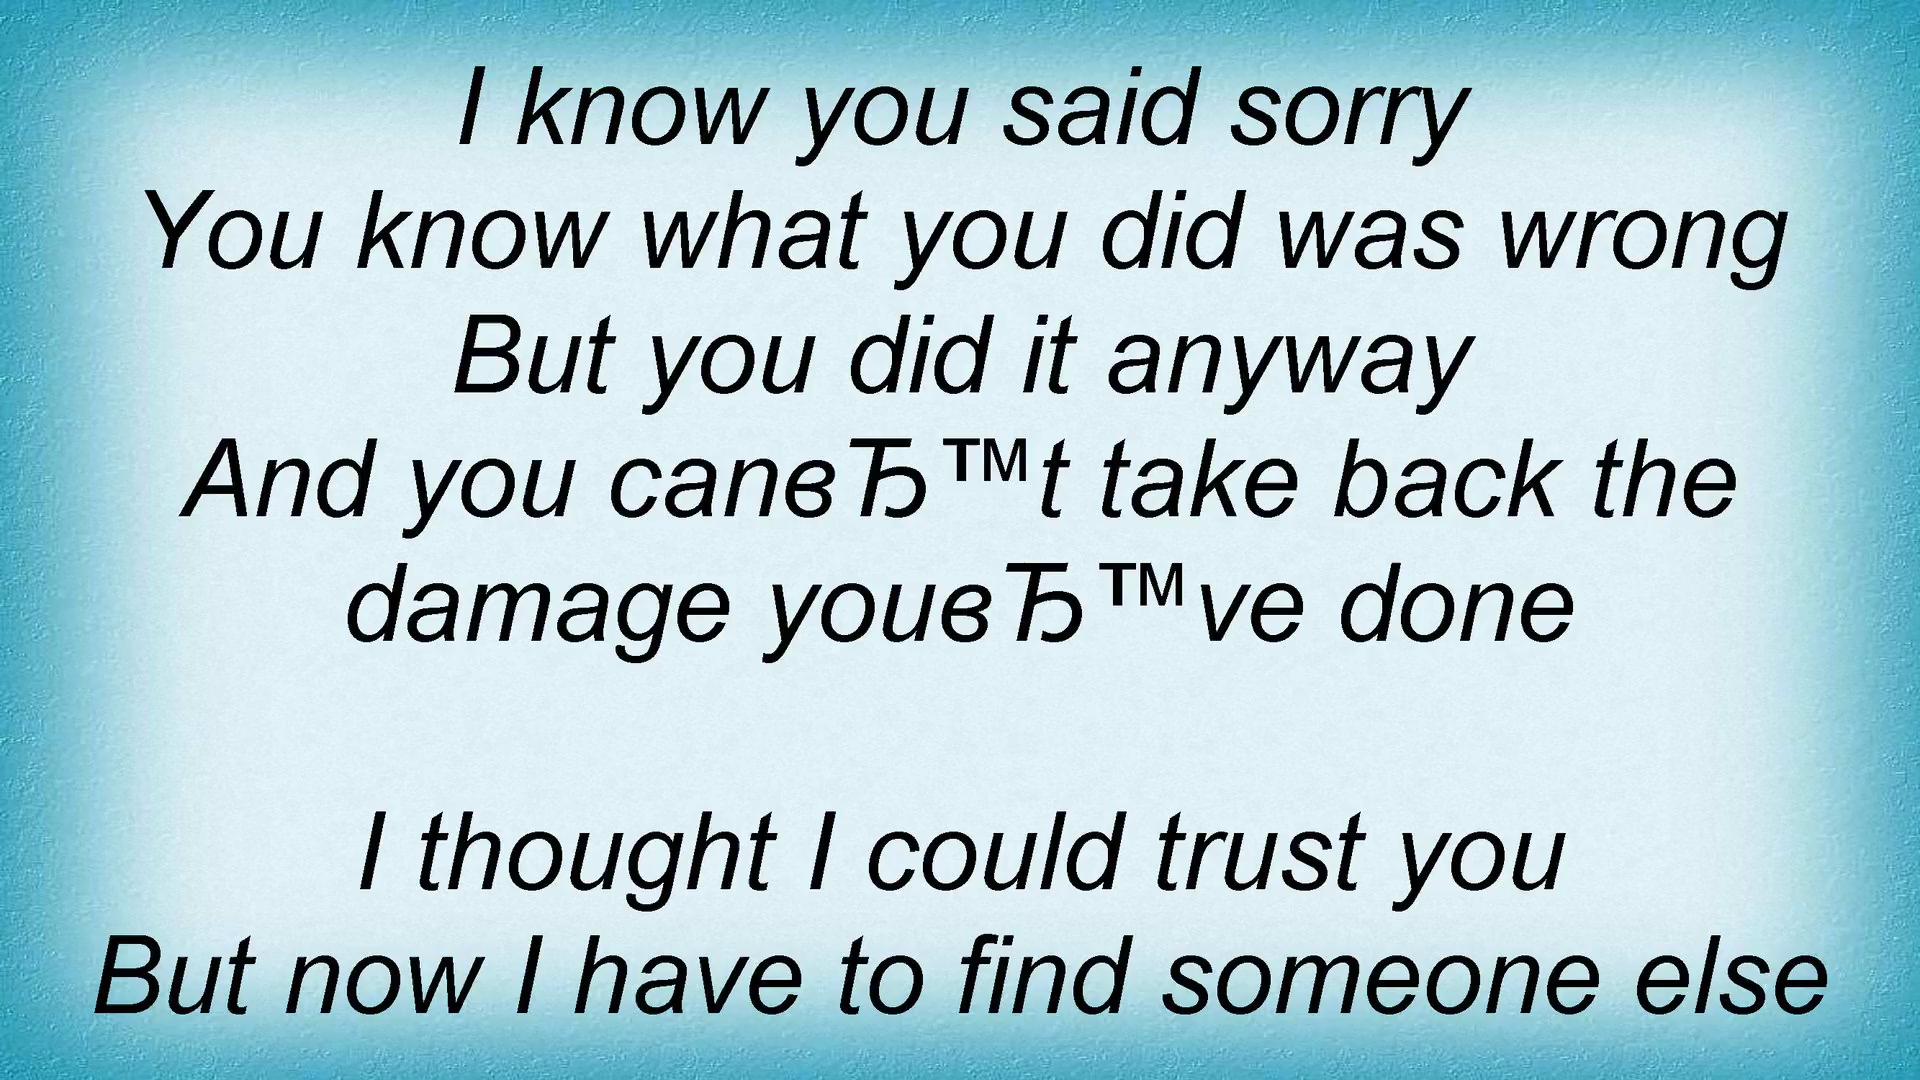 I know you said sorry
You know what you did was wrong
But you did it anyway
And you canвЂ™t take back the
damage youвЂ™ve done
I thought I could trust you
But now I have to find someone else